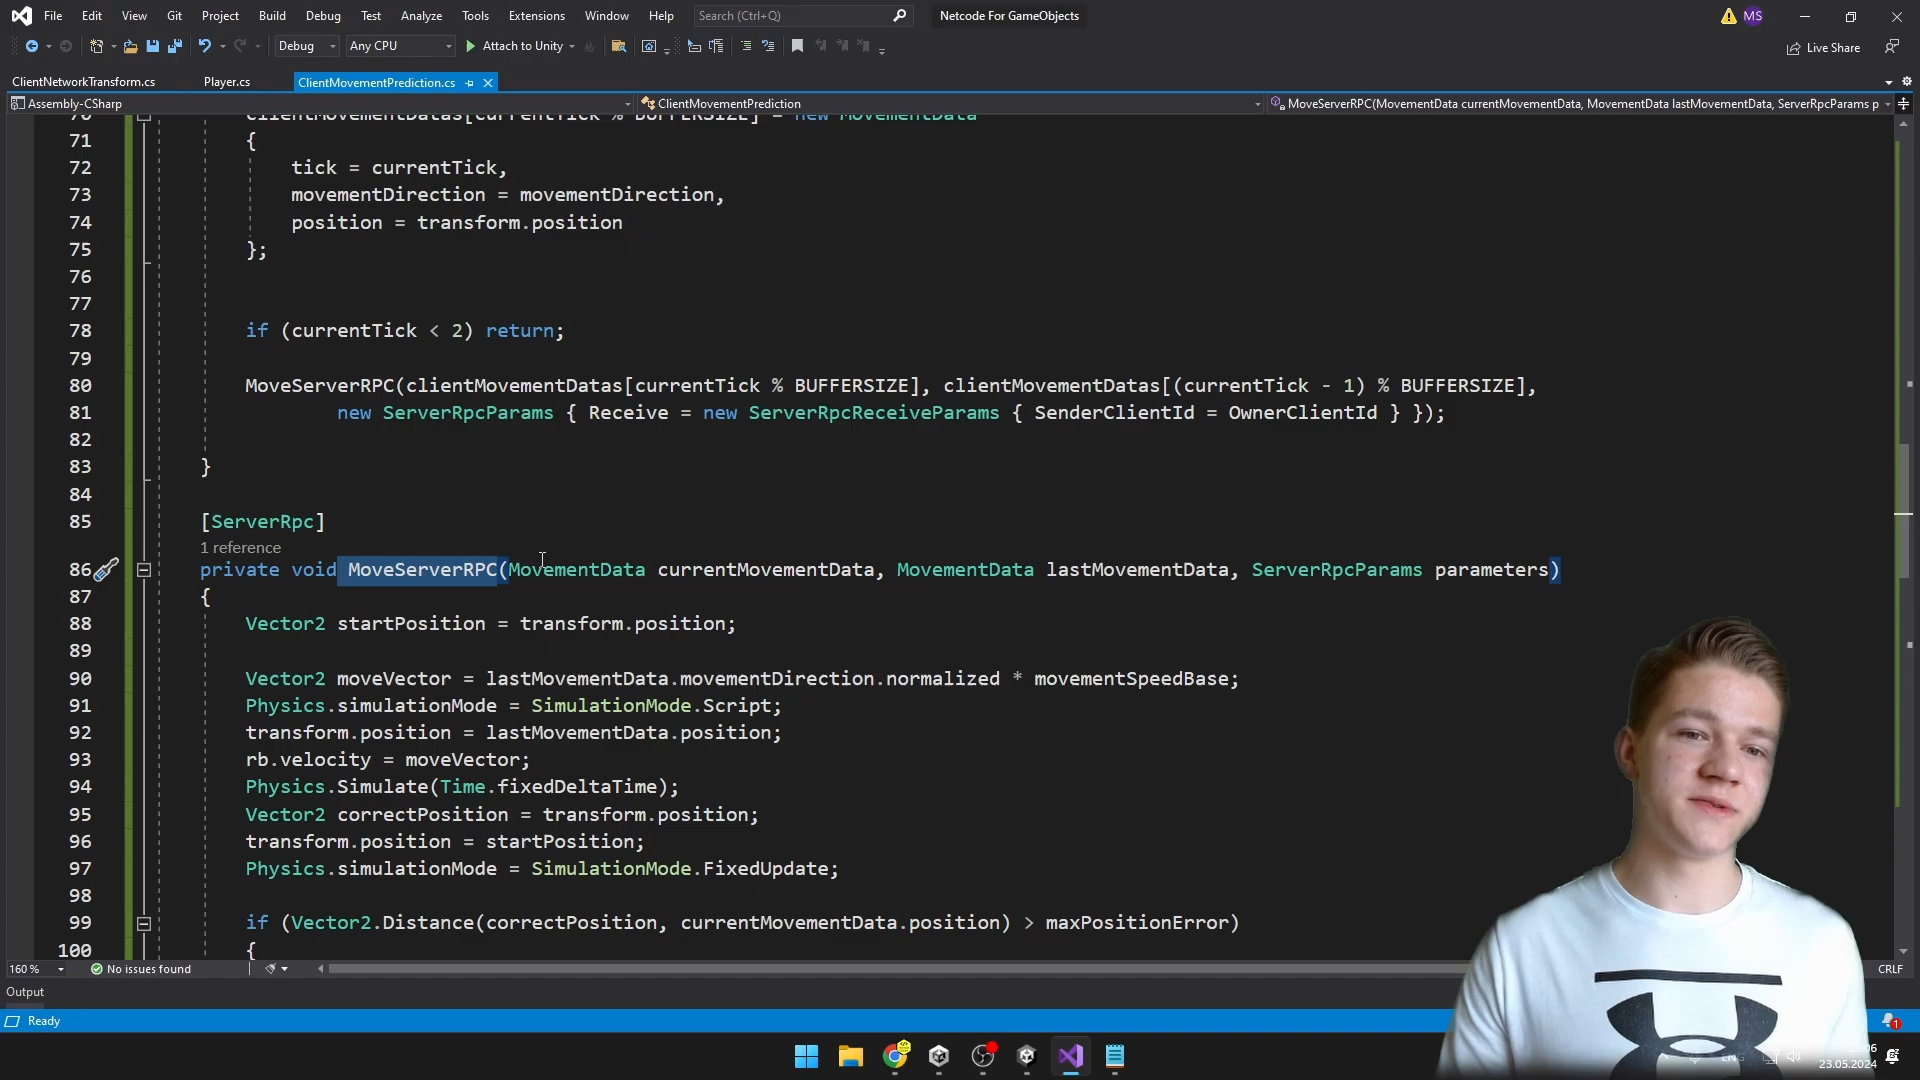 File Edit View Git Project Build Debug Test Analyze Tools Extensions Window Help Search (Ctrl+Q) Netcode For GameObjects MS
Debug Any CPU Attach to Unity Live Share
ClientNetworkTransform.cs Player.cs ClientMovementPrediction.cs
Assembly-CSharp ClientMovementPrediction MoveServerRPC(MovementData currentMovementData, MovementData lastMovementData, ServerRpcParams p
70 clientMovementDatas[currentTick % BUFFERSIZE] = new MovementData
71 {
72 tick = currentTick,
73 movementDirection = movementDirection,
74 position = transform.position
75 };
76
77
78 if (currentTick < 2) return;
79
80 MoveServerRPC(clientMovementDatas[currentTick % BUFFERSIZE], clientMovementDatas[(currentTick - 1) % BUFFERSIZE],
81 new ServerRpcParams { Receive = new ServerRpcReceiveParams { SenderClientId = OwnerClientId } });
82
83 }
84
85 [ServerRpc]
1 reference
86 private void MoveServerRPC(MovementData currentMovementData, MovementData lastMovementData, ServerRpcParams parameters)
87 {
88 Vector2 startPosition = transform.position;
89
90 Vector2 moveVector = lastMovementData.movementDirection.normalized * movementSpeedBase;
91 Physics.simulationMode = SimulationMode.Script;
92 transform.position = lastMovementData.position;
93 rb.velocity = moveVector;
94 Physics.Simulate(Time.fixedDeltaTime);
95 Vector2 correctPosition = transform.position;
96 transform.position = startPosition;
97 Physics.simulationMode = SimulationMode.FixedUpdate;
98
99 if (Vector2.Distance(correctPosition, currentMovementData.position) > maxPositionError)
100 {
160 % No issues found CRLF
Output
Ready 1
23.05.2024